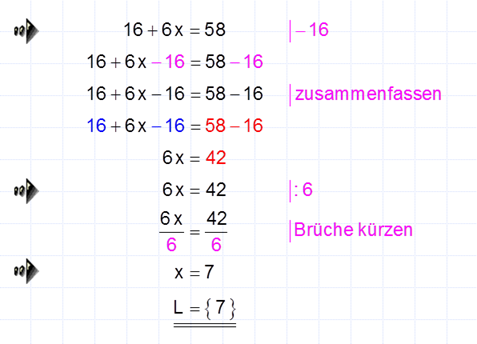 16 + 6x = 58 | − 16
16 + 6x − 16 = 58 − 16
16 + 6x − 16 = 58 − 16 | zusammenfassen
16 + 6x − 16 = 58 − 16
6x = 42
6x = 42 | : 6
6x/6 = 42/6 | Brüche kürzen
x = 7
L = {7}